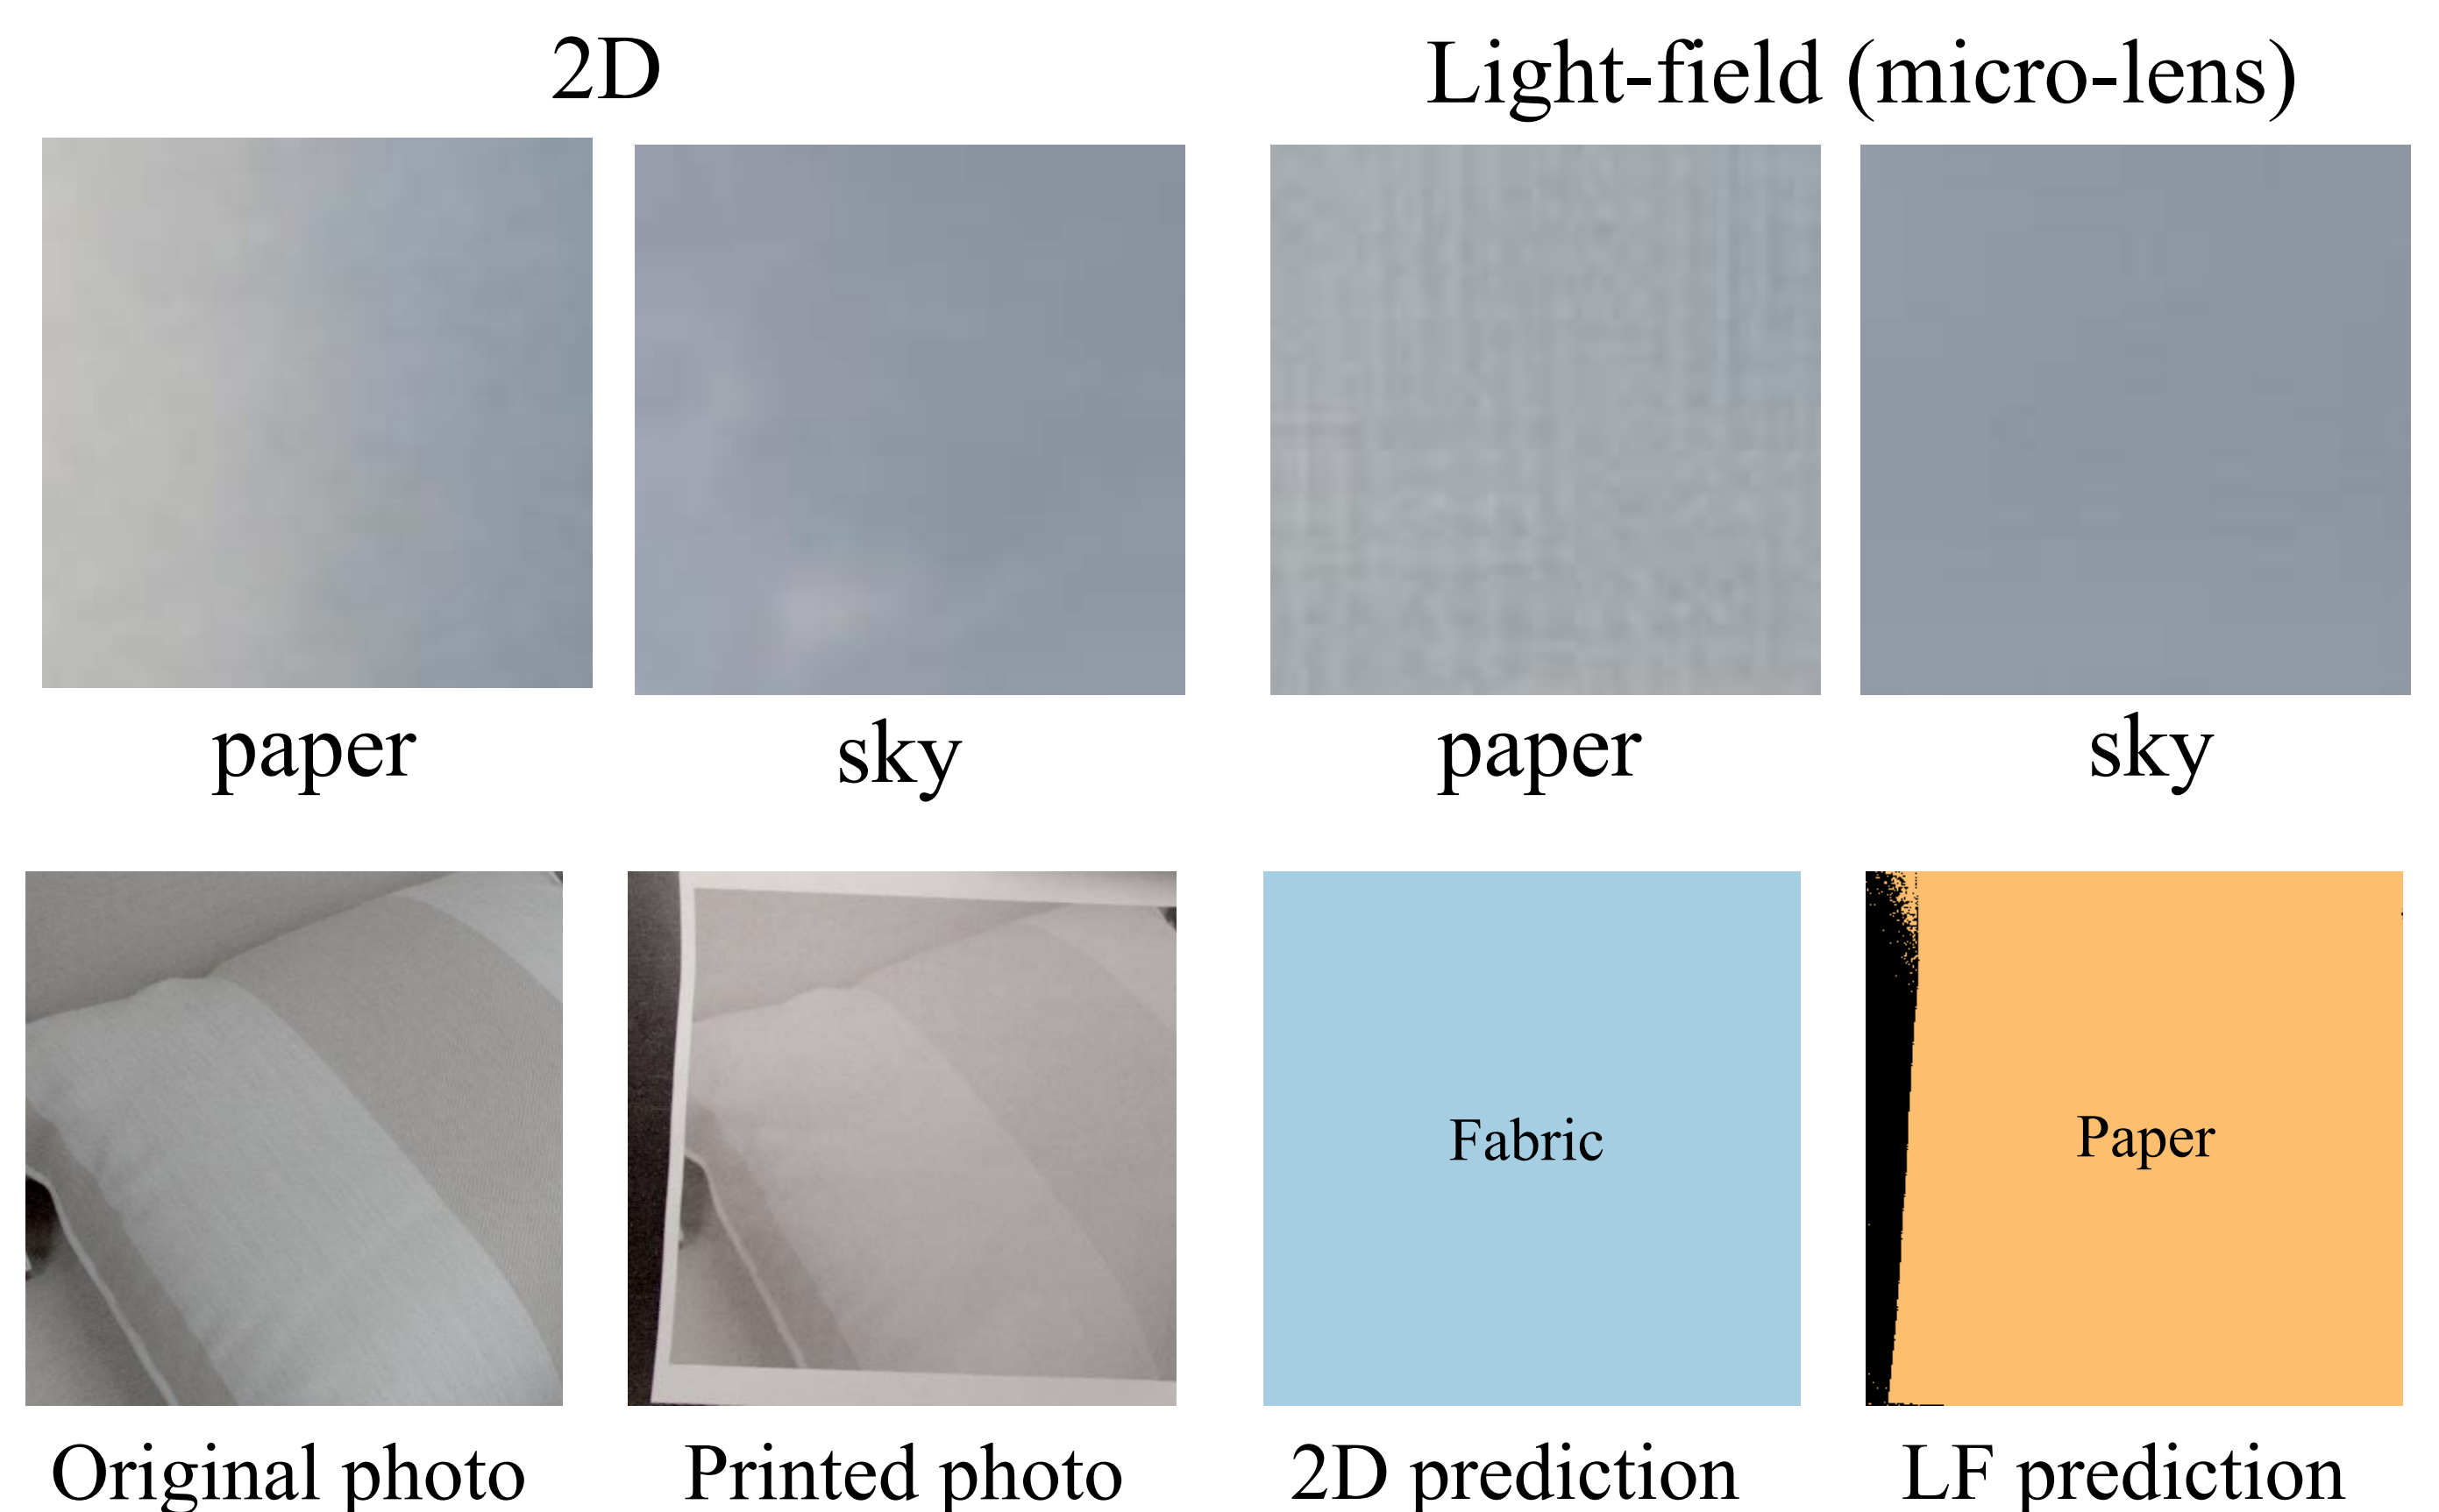 2D
Light-field (micro-lens)
paper
sky
paper
sky
Fabric
Paper
Original photo
Printed photo
2D prediction
LF prediction